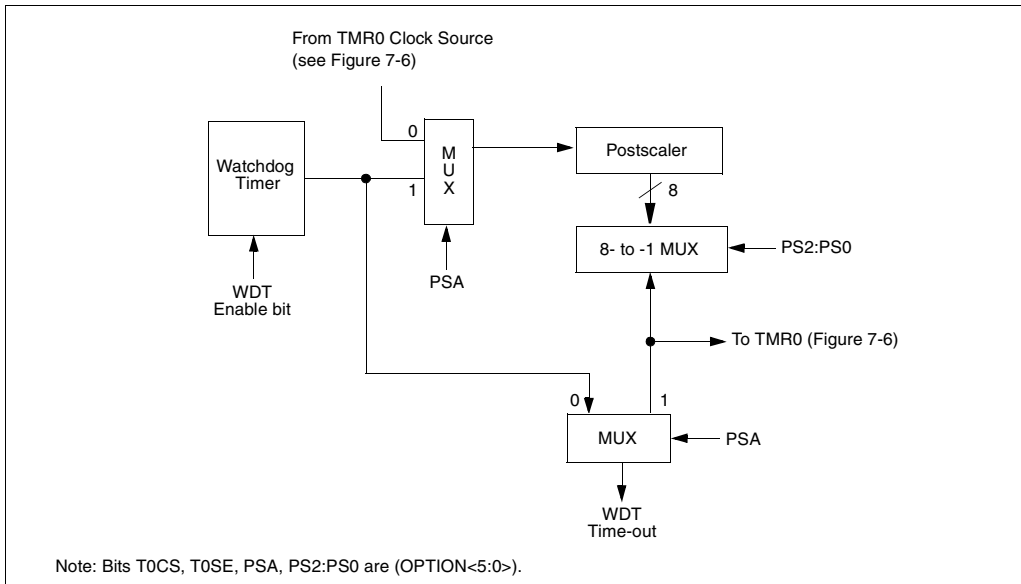 From TMR0 Clock Source
(see Figure 7-6)
0
M
U
X
1
Watchdog
Timer
Postscaler
8
8- to -1 MUX
PS2:PS0
PSA
WDT
Enable bit
To TMR0 (Figure 7-6)
0
1
MUX
PSA
WDT
Time-out
Note: Bits T0CS, T0SE, PSA, PS2:PS0 are (OPTION<5:0>).